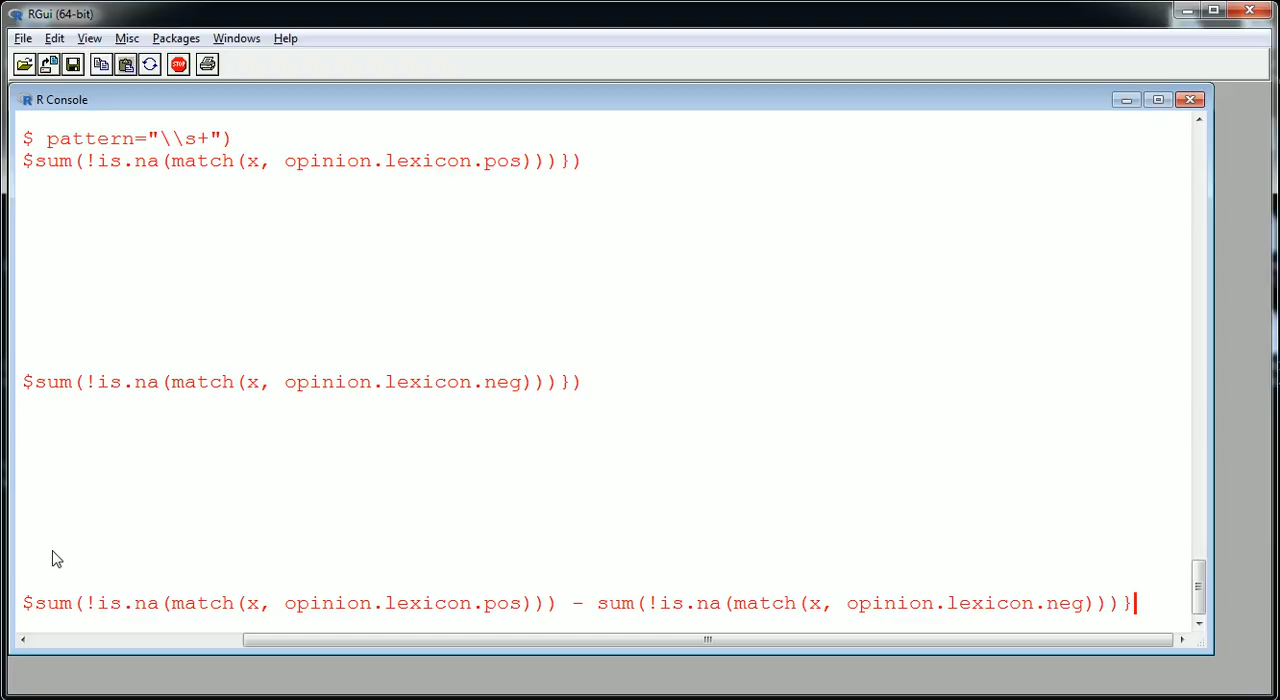 RGui (64-bit)
File Edit View Misc Packages Windows Help
STOP
R Console
$ pattern="\\s+")
$sum(!is.na(match(x, opinion.lexicon.pos)))})
$sum(!is.na(match(x, opinion.lexicon.neg)))})
$sum(!is.na(match(x, opinion.lexicon.pos))) - sum(!is.na(match(x, opinion.lexicon.neg)))}